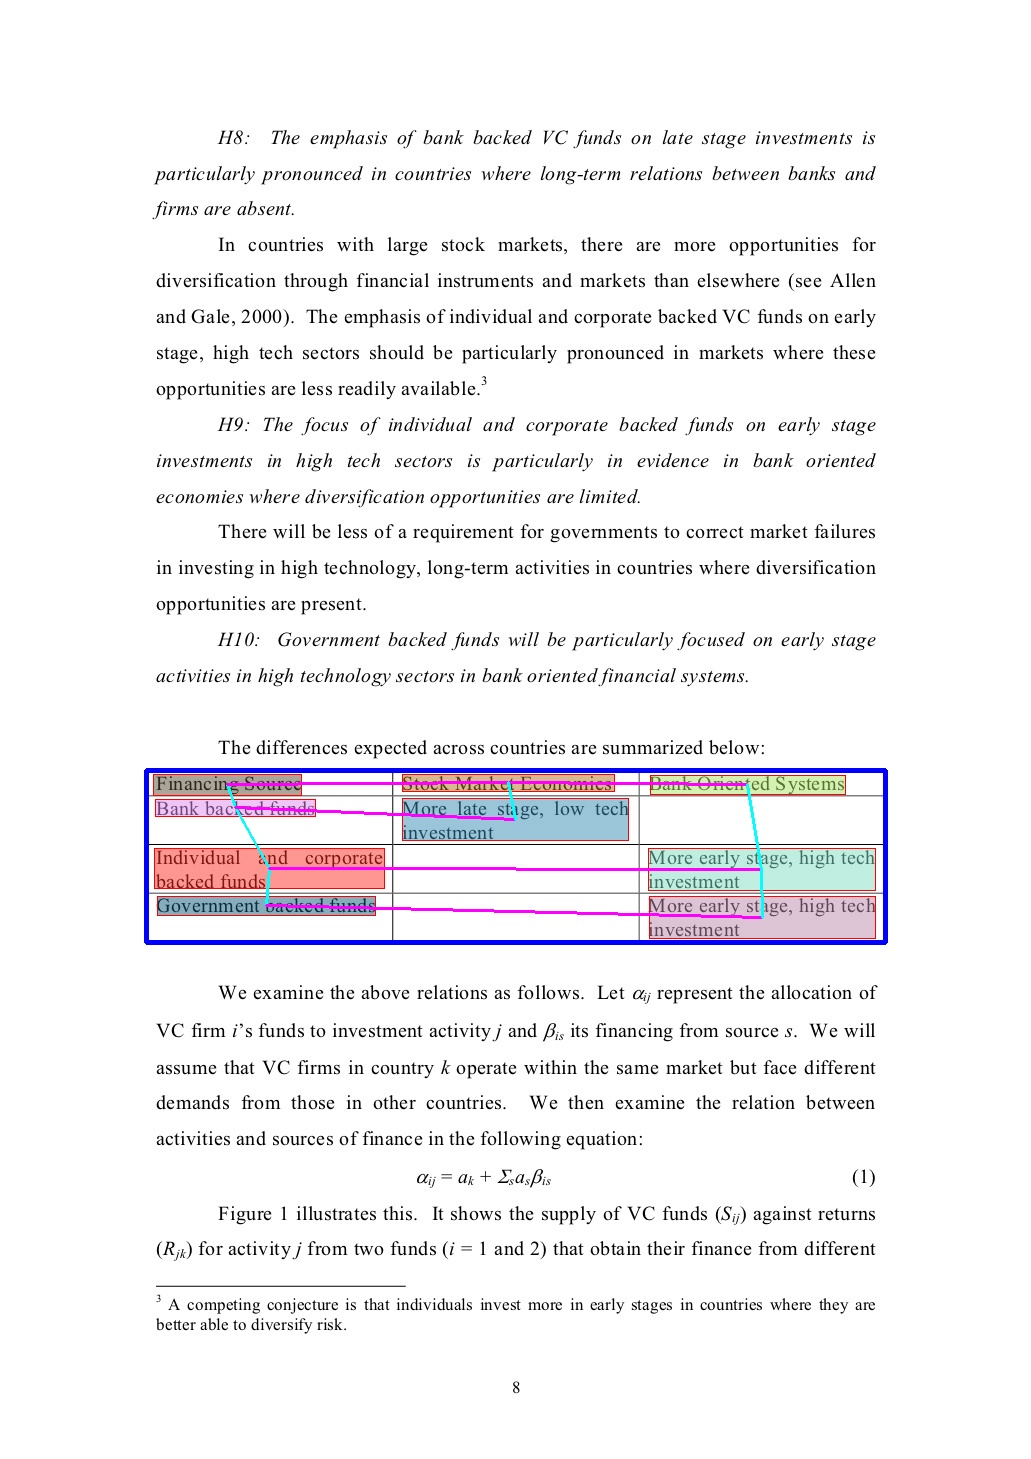 H8: The emphasis of bank backed VC funds on late stage investments is
particularly pronounced in countries where long-term relations between banks and
firms are absent.
In countries with large stock markets, there are more opportunities for
diversification through financial instruments and markets than elsewhere (see Allen
and Gale, 2000). The emphasis of individual and corporate backed VC funds on early
stage, high tech sectors should be particularly pronounced in markets where these
opportunities are less readily available.3
H9: The focus of individual and corporate backed funds on early stage
investments in high tech sectors is particularly in evidence in bank oriented
economies where diversification opportunities are limited.
There will be less of a requirement for governments to correct market failures
in investing in high technology, long-term activities in countries where diversification
opportunities are present.
H10: Government backed funds will be particularly focused on early stage
activities in high technology sectors in bank oriented financial systems.
The differences expected across countries are summarized below:
Financing Source Stock Market Economies Bank Oriented Systems
Bank backed funds More late stage, low tech
investment
Individual and corporate More early stage, high tech
backed funds investment
Government backed funds More early stage, high tech
investment
We examine the above relations as follows. Let αij represent the allocation of
VC firm i's funds to investment activity j and βis its financing from source s. We will
assume that VC firms in country k operate within the same market but face different
demands from those in other countries. We then examine the relation between
activities and sources of finance in the following equation:
αij = ak + Σsasβis (1)
Figure 1 illustrates this. It shows the supply of VC funds (Sij) against returns
(Rjk) for activity j from two funds (i = 1 and 2) that obtain their finance from different
3 A competing conjecture is that individuals invest more in early stages in countries where they are
better able to diversify risk.
8